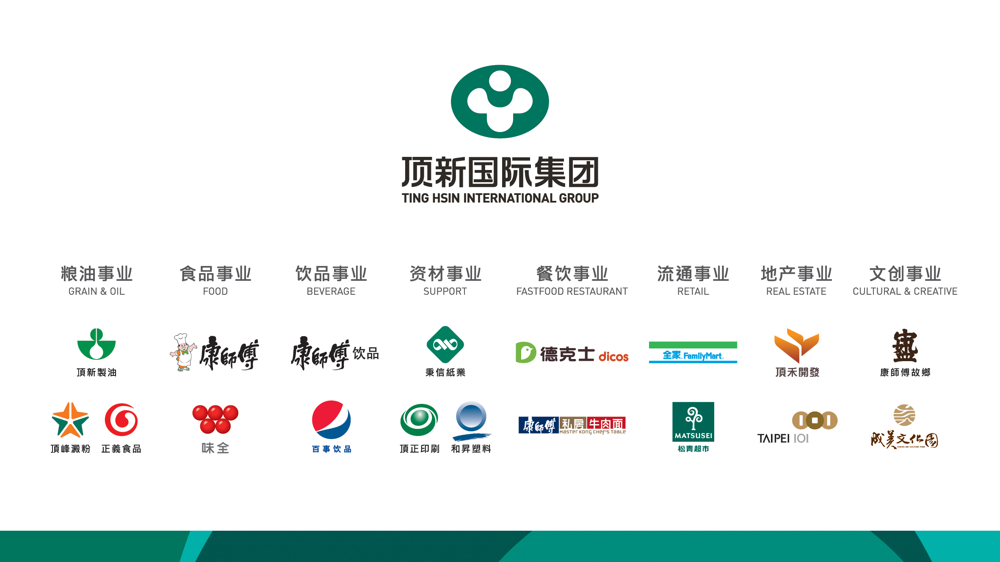 顶新国际集团
TING HSIN INTERNATIONAL GROUP
粮油事业
GRAIN & OIL
食品事业
FOOD
饮品事业
BEVERAGE
资材事业
SUPPORT
餐饮事业
FASTFOOD RESTAURANT
流通事业
RETAIL
地产事业
REAL ESTATE
文创事业
CULTURAL & CREATIVE
頂新製油
康師傅
康師傅饮品
秉信紙業
德克士 dicos
全家.FamilyMart.
頂禾開發
康師傅故鄉
頂峰澱粉
正義食品
味全
百事饮品
頂正印刷
和昇塑料
康師傅 私房牛肉面
MASTER KONG CHEF'S TABLE
MATSUSEI
松青超市
TAIPEI 101
成美文化園
CHENG MEI CULTURE PARK